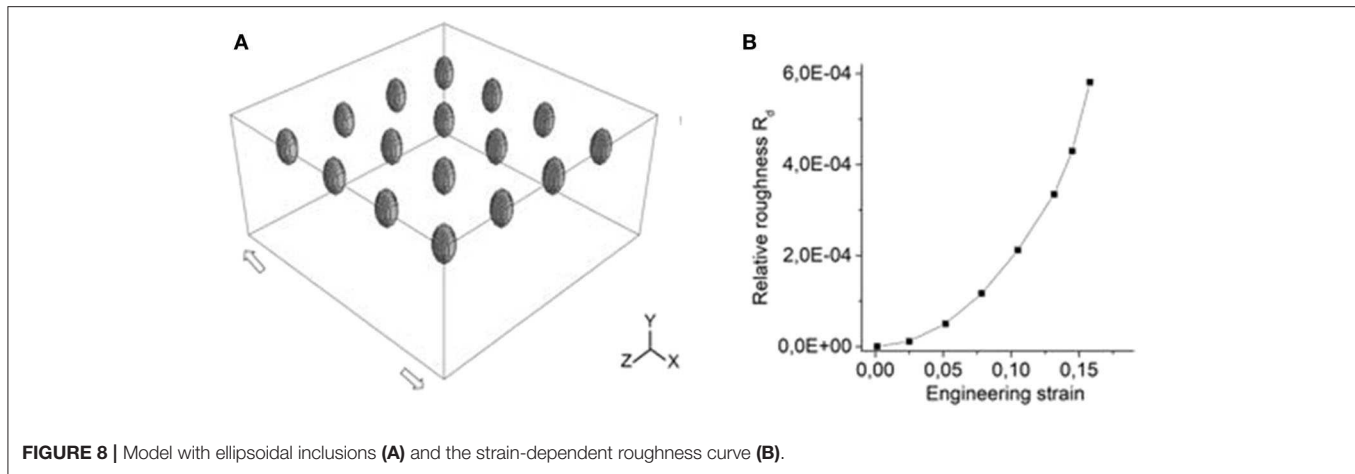 A
Y
Z
X
B
Relative roughness R_d
6,0E-04
4,0E-04
2,0E-04
0,0E+00
0,00
0,05
0,10
0,15
Engineering strain
FIGURE 8 | Model with ellipsoidal inclusions (A) and the strain-dependent roughness curve (B).